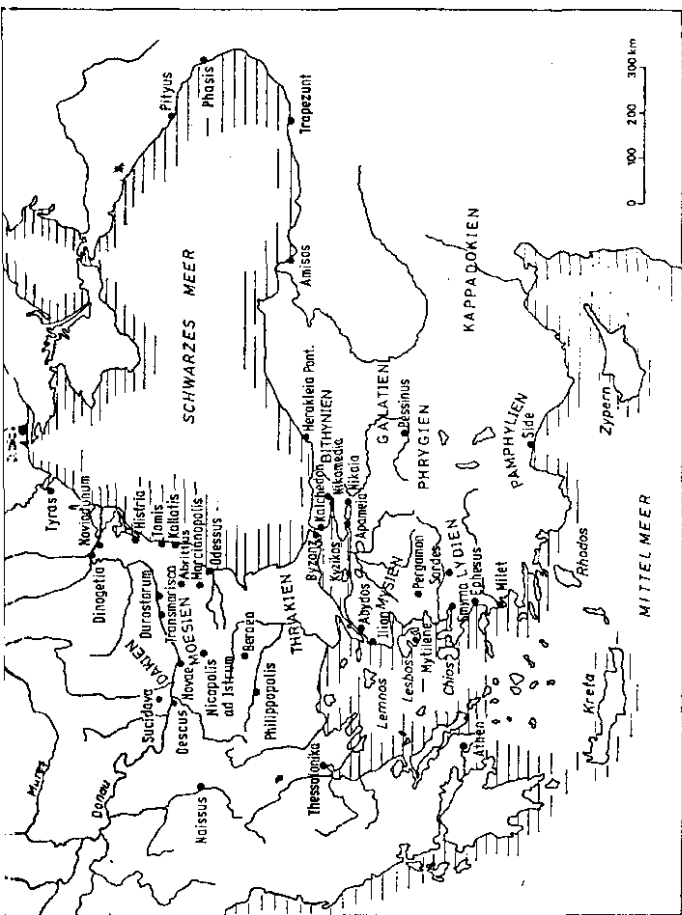 Maros
Donau
Tyras
Noviodunum
Dinogetia
Histria
Tomis
Kallatis
Durostorum
Transmarisca
Abrittus
Marcianopolis
Odessus
DAKIEN
Sucidava
Oescus
Novae
MOESIEN
Nicopolis
ad Istrum
Beroea
Philippopolis
Naissus
THRAKIEN
Thessalonika
SCHWARZES MEER
Pityus
Phasis
Trapezunt
Amisos
Herakleia Pont.
Byzanz
Kalchedon
BITHYNIEN
Nikomedia
Nikaia
Kyzikos
Apameia
Abydos
Ilion
MYSIEN
GALATIEN
Pessinus
PHRYGIEN
KAPPADOKIEN
Lemnos
Lesbos
Mytilene
Pergamon
Sardes
LYDIEN
Smyrna
Ephesus
Chios
Milet
Athen
PAMPHYLIEN
Side
Rhodos
Zypern
Kreta
MITTELMEER
0 100 200 300 km